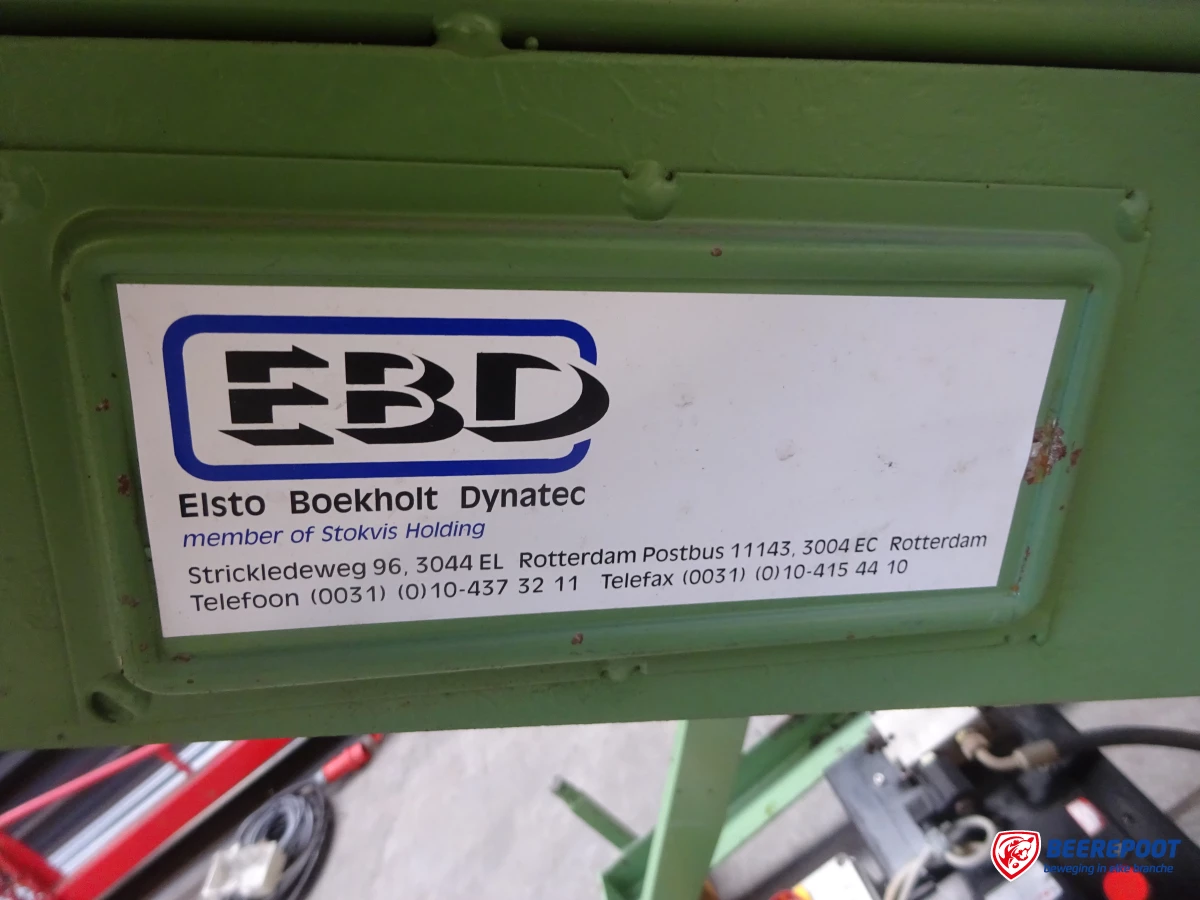 EBD
Elsto Boekholt Dynatec
member of Stokvis Holding
Strickledeweg 96, 3044 EL Rotterdam Postbus 11143, 3004 EC Rotterdam
Telefoon (0031) (0)10-437 32 11 Telefax (0031) (0)10-415 44 10
BEEREPOOT
beweging in elke branche